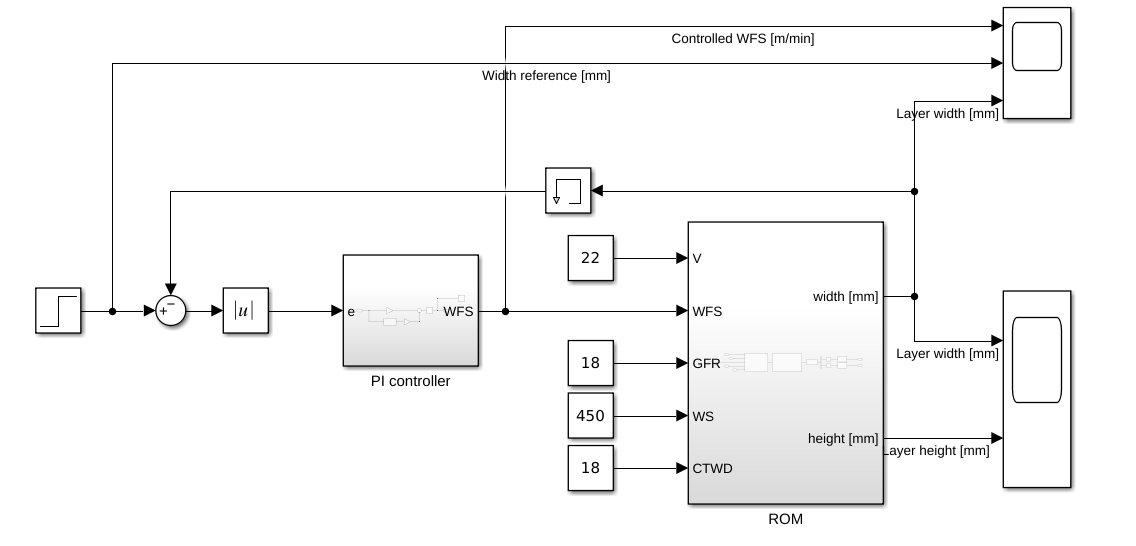 Controlled WFS [m/min]
Width reference [mm]
Layer width [mm]
22
V
width [mm]
+
−
|u|
e
WFS
WFS
Layer width [mm]
18
GFR
PI controller
450
WS
height [mm]
Layer height [mm]
18
CTWD
ROM